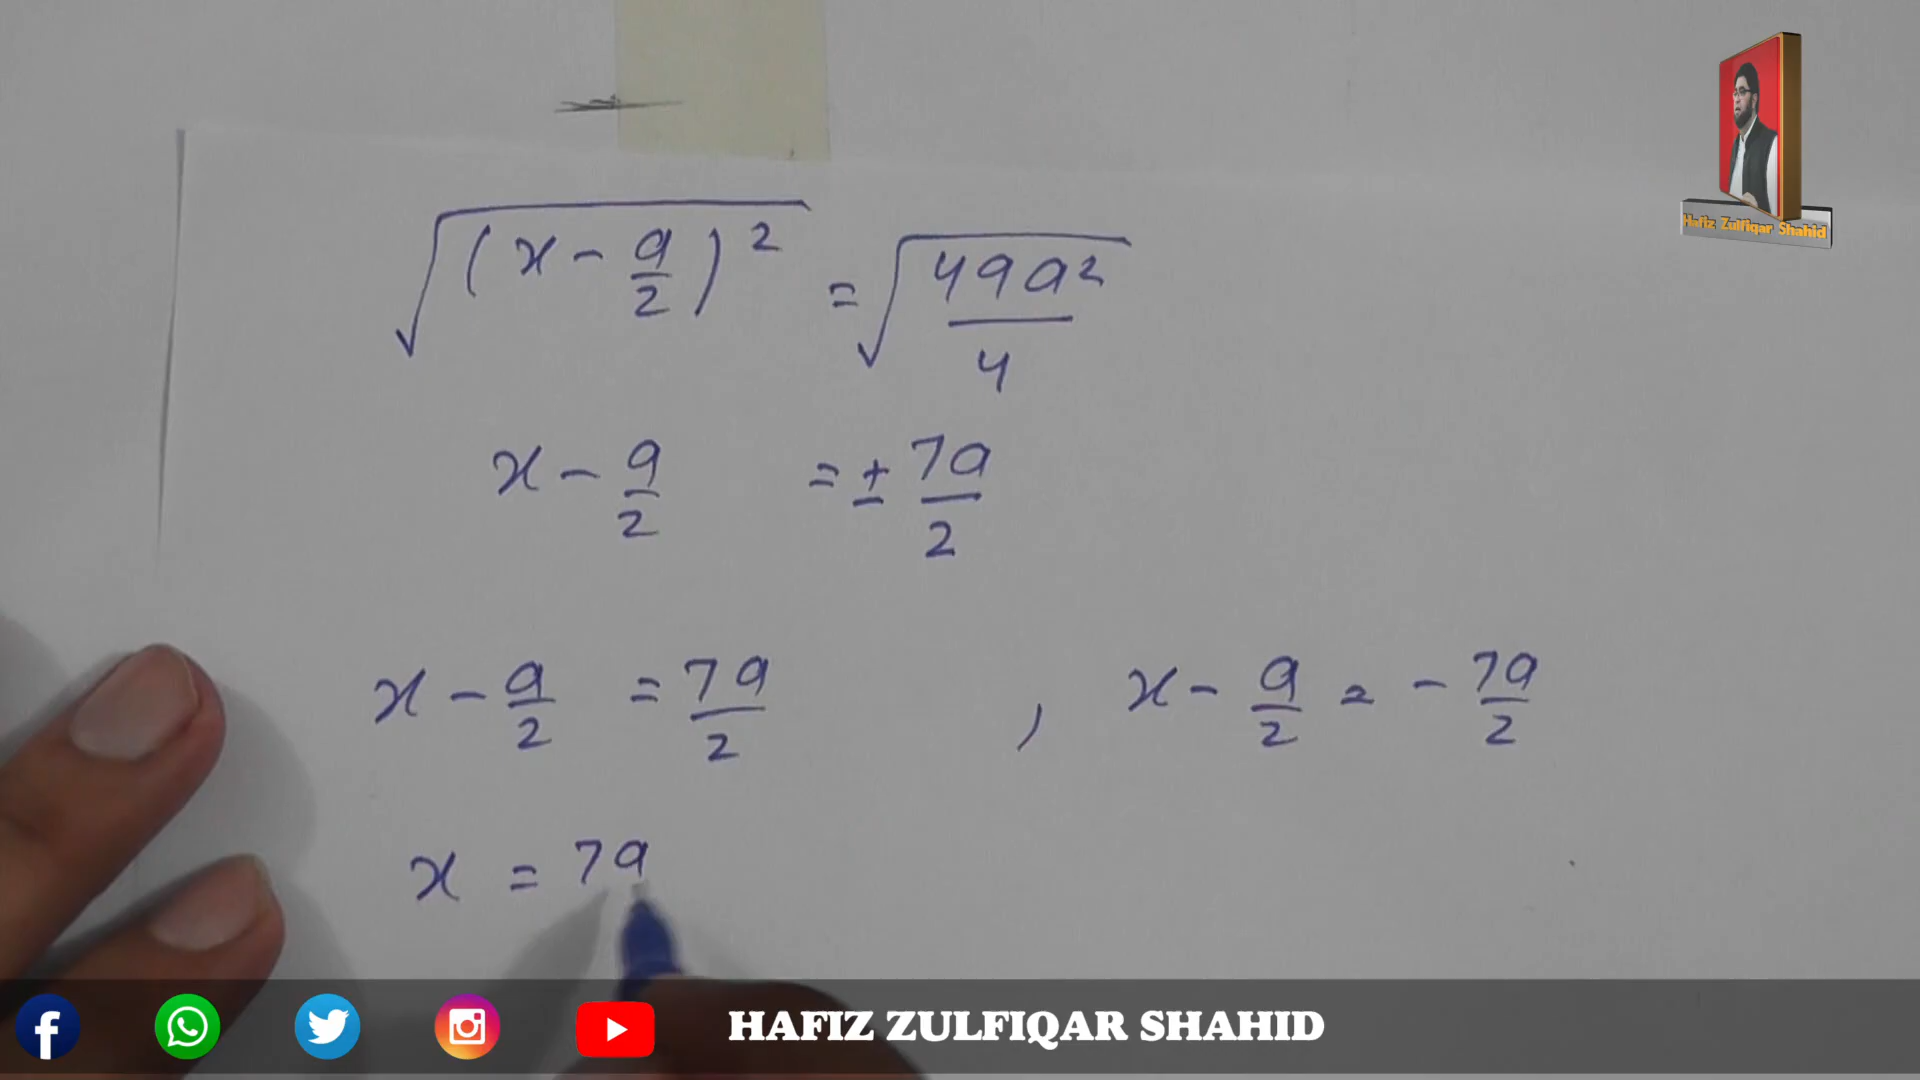 Hafiz Zulfiqar Shahid
√(x - a/2)² = √(49a²/4)
x - a/2 = ± 7a/2
x - a/2 = 7a/2 , x - a/2 = - 7a/2
x = 7a
HAFIZ ZULFIQAR SHAHID